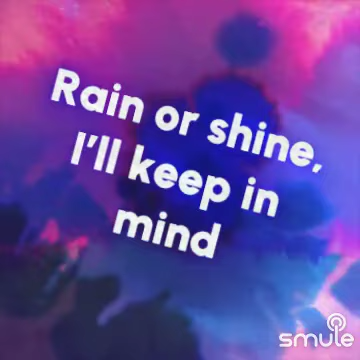 Rain or shine,
I'll keep in
mind
smule